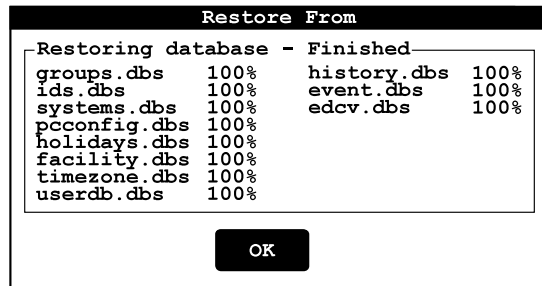 Restore From
Restoring database - Finished
groups.dbs 100% history.dbs 100%
ids.dbs 100% event.dbs 100%
systems.dbs 100% edcv.dbs 100%
pcconfig.dbs 100%
holidays.dbs 100%
facility.dbs 100%
timezone.dbs 100%
userdb.dbs 100%
OK